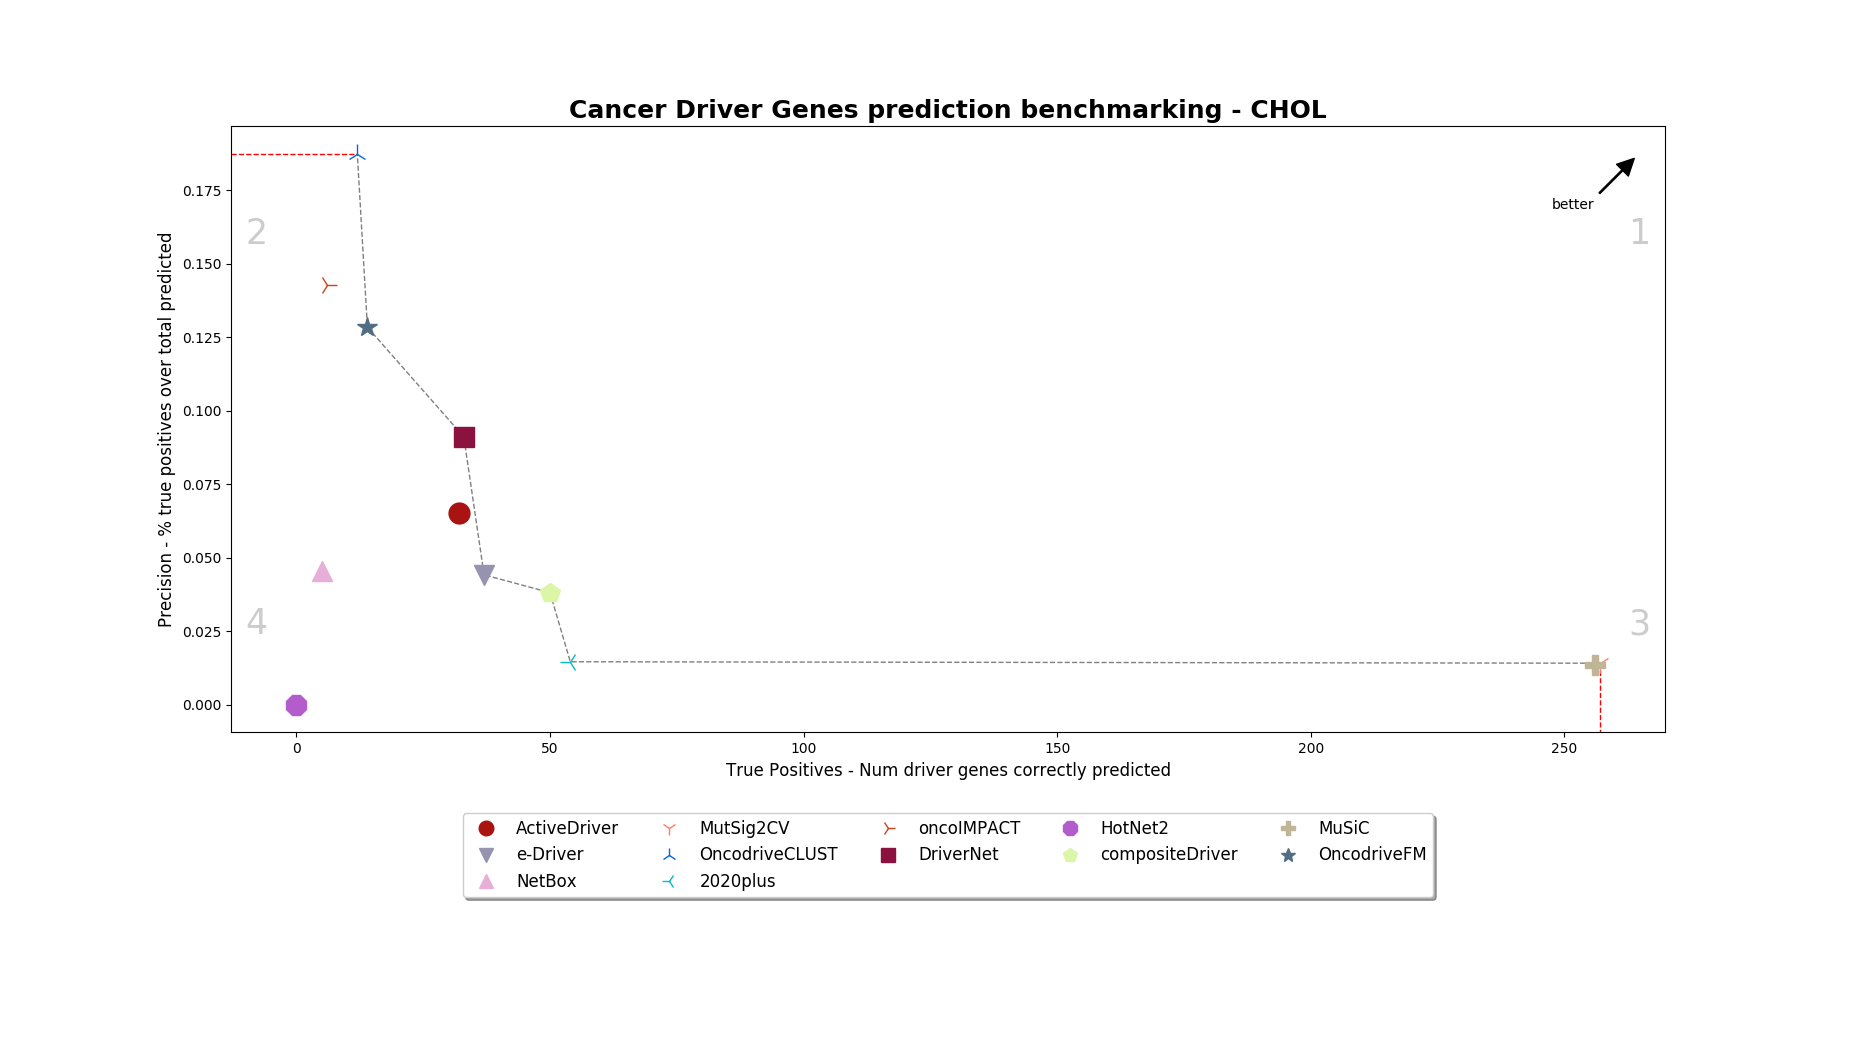 Cancer Driver Genes prediction benchmarking - CHOL
Precision - % true positives over total predicted
0.175
0.150
0.125
0.100
0.075
0.050
0.025
0.000
2
better
1
4
3
0
50
100
150
200
250
True Positives - Num driver genes correctly predicted
ActiveDriver
e-Driver
NetBox
MutSig2CV
OncodriveCLUST
2020plus
oncoIMPACT
DriverNet
HotNet2
compositeDriver
MuSiC
OncodriveFM